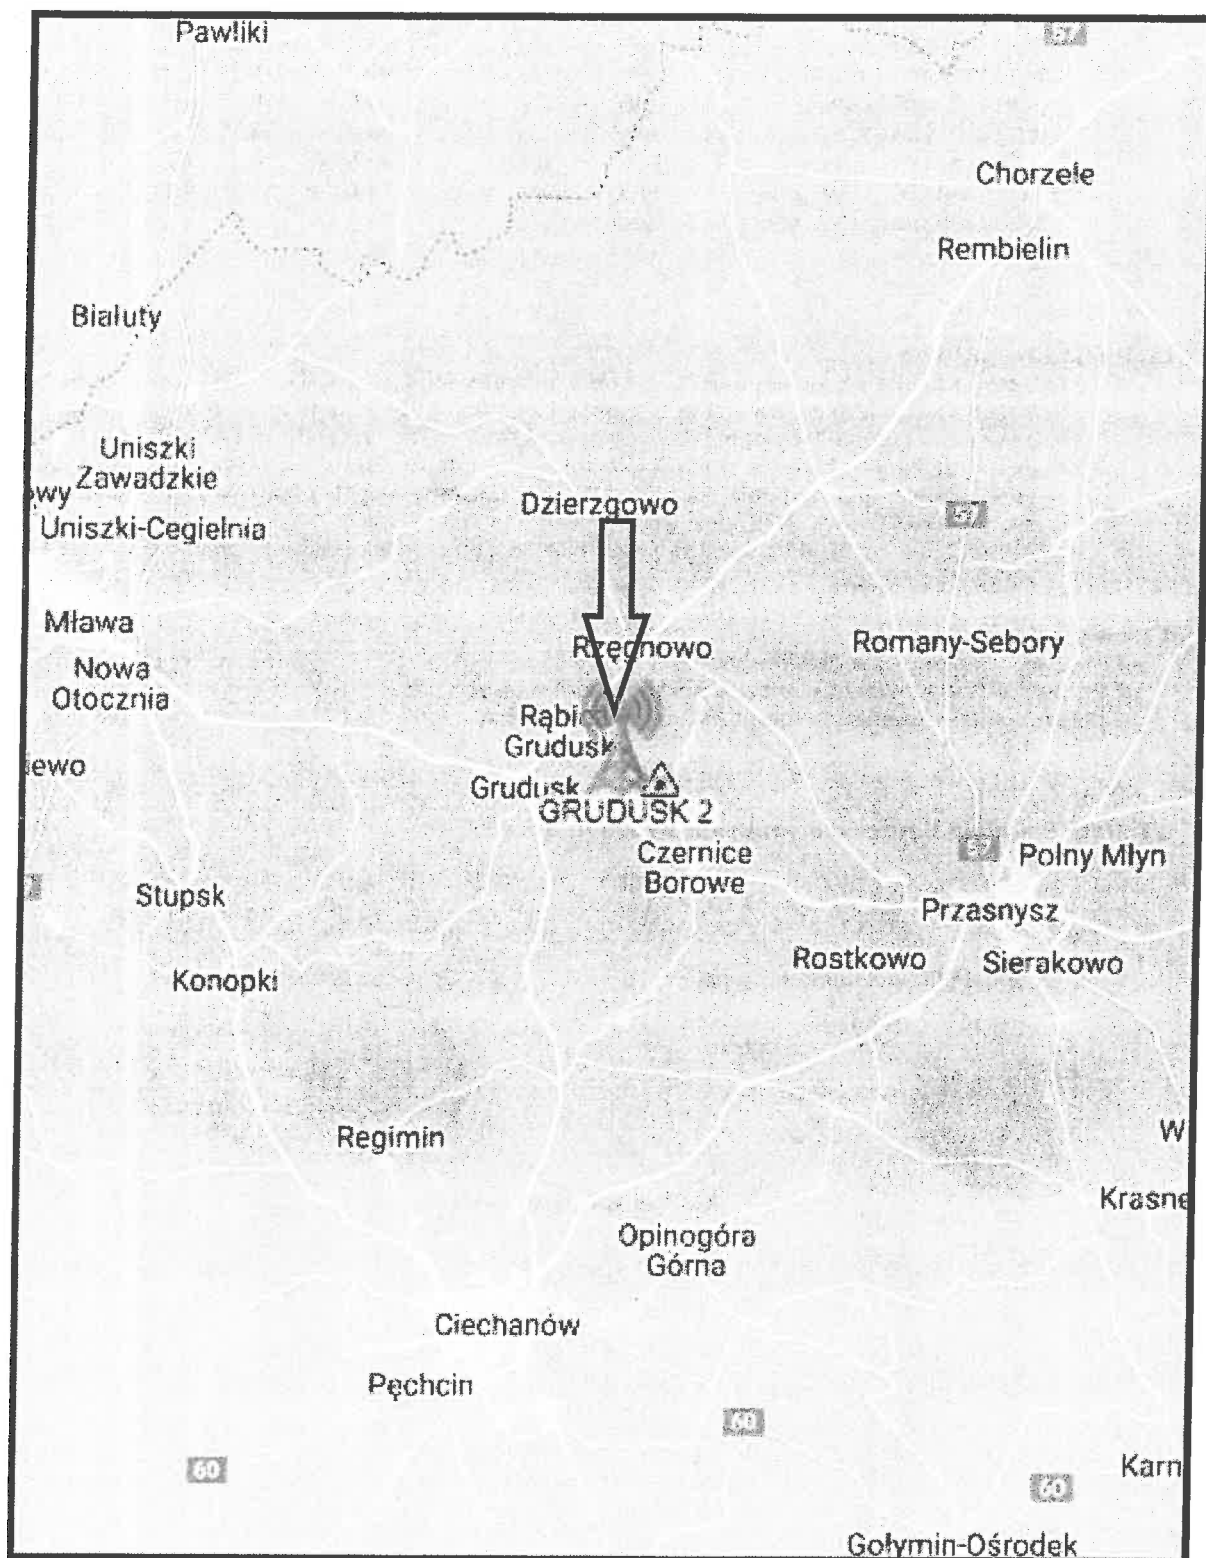 Pawliki
57
Chorzele
Rembielin
Białuty
Uniszki
Zawadzkie
owy
Uniszki-Cegielnia
Dzierzgowo
57
Mława
Rzęgnowo
Romany-Sebory
Nowa
Otocznia
Grudusk
iewo
Grudusk
GRUDUSK 2
Czernice
Borowe
57
Polny Młyn
Stupsk
Przasnysz
Rostkowo
Sierakowo
Konopki
Regimin
W
Krasne
Opinogóra
Górna
Ciechanów
Pęchcin
60
60
Karn
60
Gołymin-Ośrodek